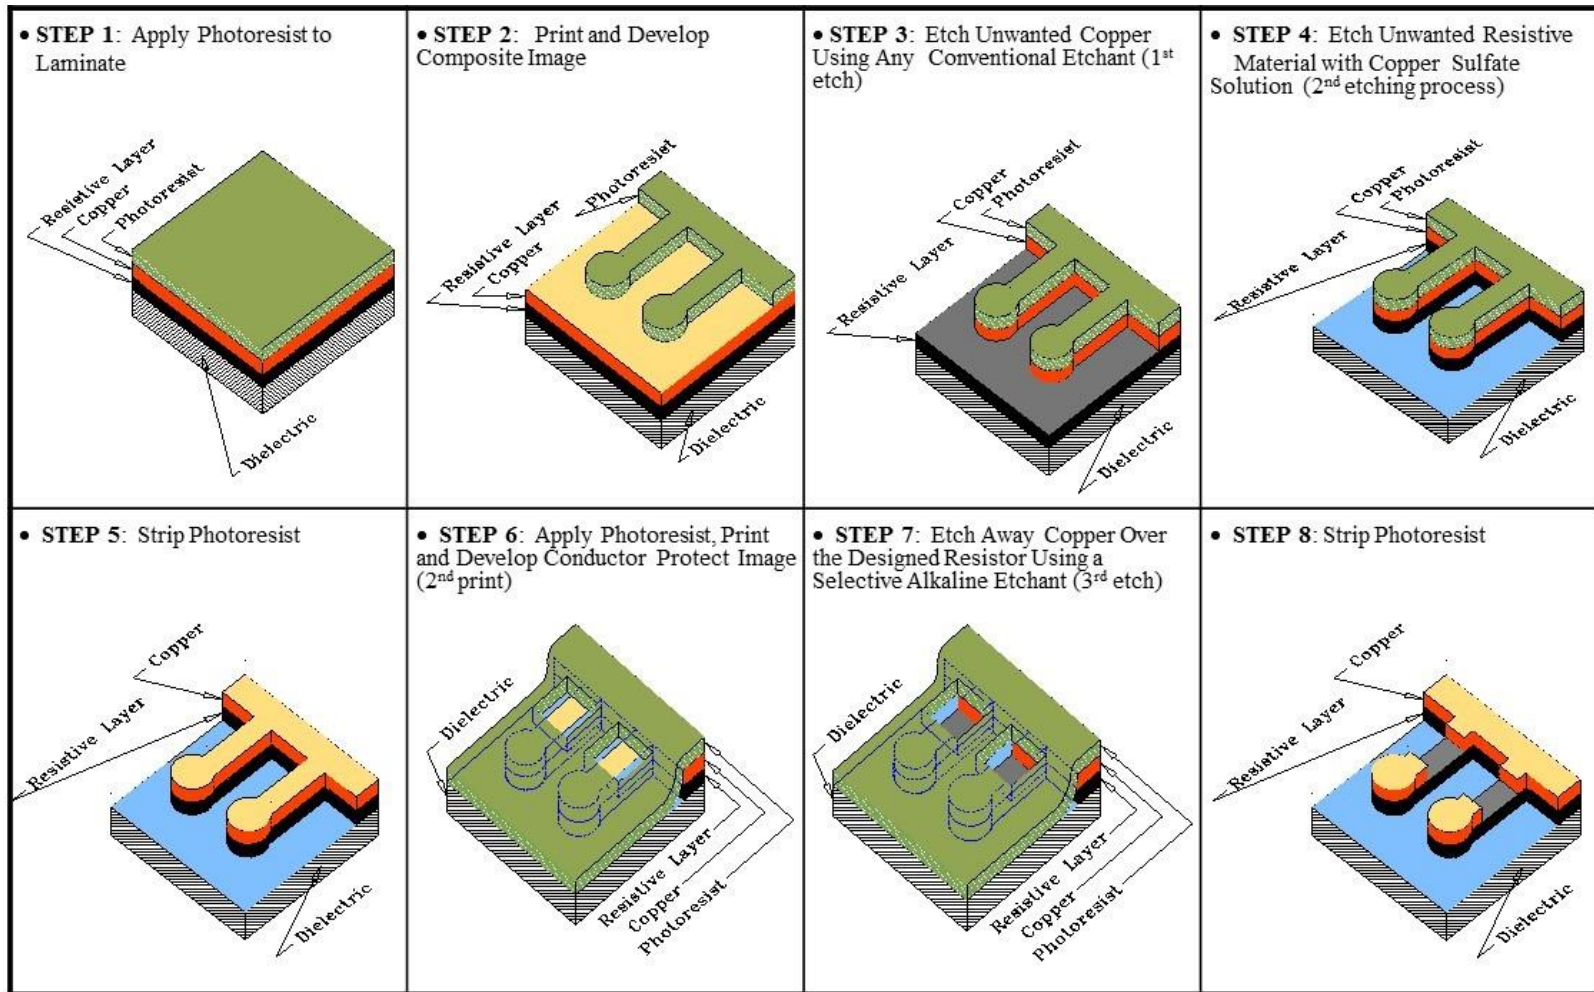 • STEP 1: Apply Photoresist to
Laminate
Resistive Layer
Copper
Photoresist
Dielectric
• STEP 2: Print and Develop
Composite Image
Photoresist
Resistive Layer
Copper
Dielectric
• STEP 3: Etch Unwanted Copper
Using Any Conventional Etchant (1st
etch)
Copper
Photoresist
Resistive Layer
Dielectric
• STEP 4: Etch Unwanted Resistive
Material with Copper Sulfate
Solution (2nd etching process)
Copper
Photoresist
Resistive Layer
Dielectric
• STEP 5: Strip Photoresist
Copper
Resistive Layer
Dielectric
• STEP 6: Apply Photoresist, Print
and Develop Conductor Protect Image
(2nd print)
Dielectric
Resistive Layer
Copper
Photoresist
• STEP 7: Etch Away Copper Over
the Designed Resistor Using a
Selective Alkaline Etchant (3rd etch)
Dielectric
Resistive Layer
Copper
Photoresist
• STEP 8: Strip Photoresist
Copper
Resistive Layer
Dielectric